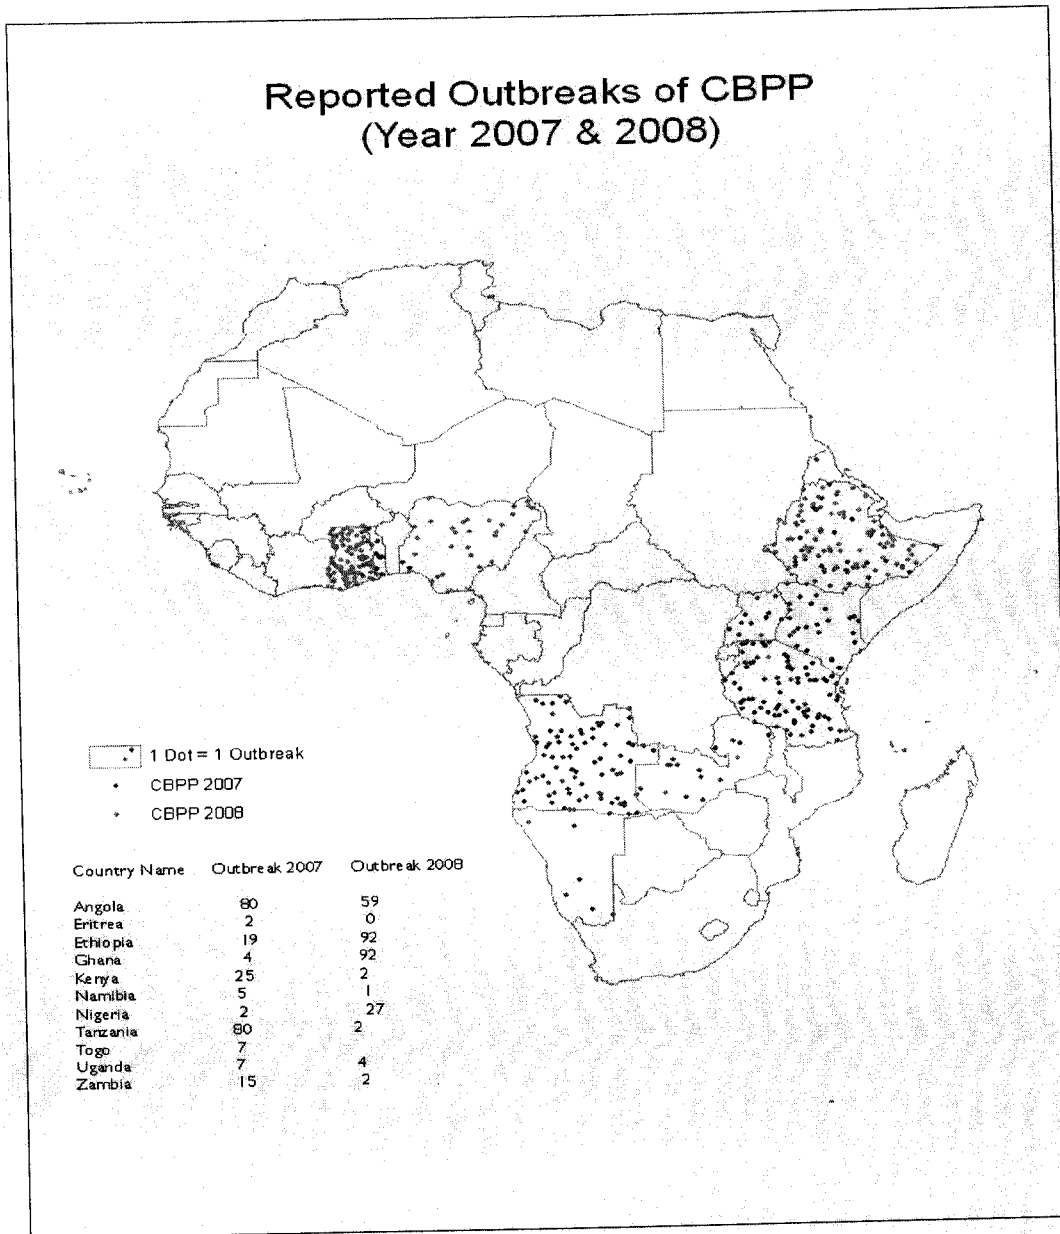 Reported Outbreaks of CBPP
(Year 2007 & 2008)
1 Dot = 1 Outbreak
CBPP 2007
CBPP 2008
Country Name Outbreak 2007 Outbreak 2008
Angola 80 59
Eritrea 2 0
Ethiopia 19 92
Ghana 4 92
Kenya 25 2
Namibia 5 1
Nigeria 2 27
Tanzania 80 2
Togo 7
Uganda 7 4
Zambia 15 2